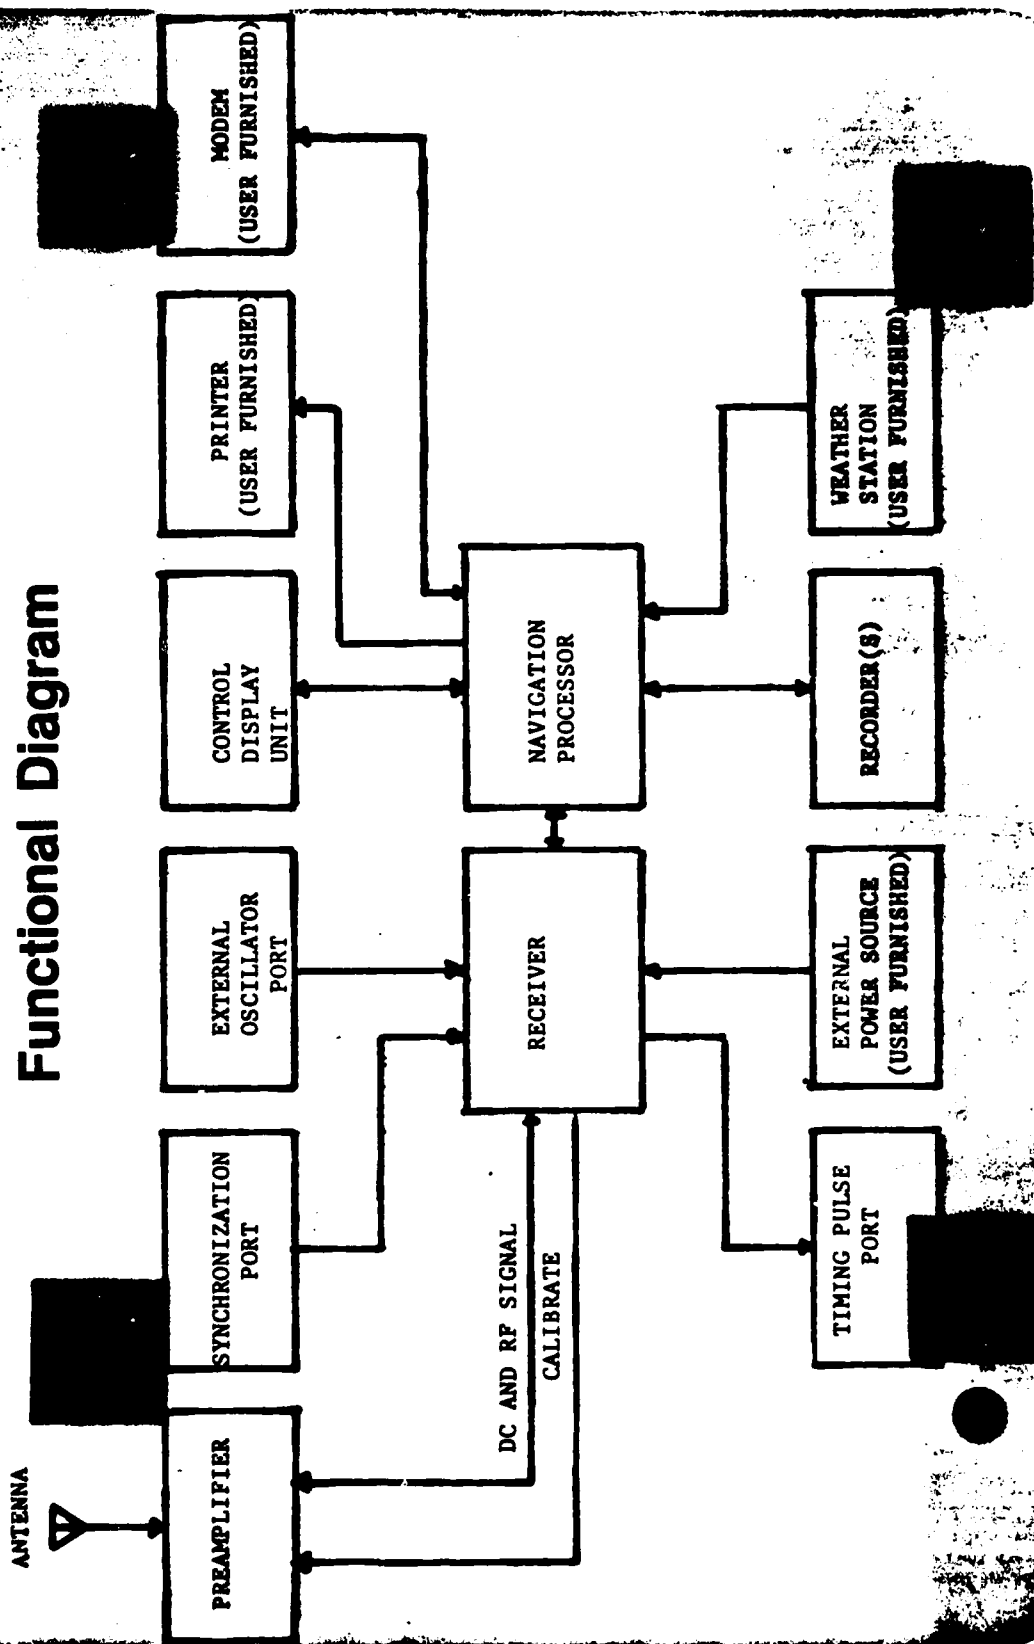 Functional Diagram
ANTENNA
PREAMPLIFIER
SYNCHRONIZATION
PORT
EXTERNAL
OSCILLATOR
PORT
CONTROL
DISPLAY
UNIT
PRINTER
(USER FURNISHED)
MODEM
(USER FURNISHED)
DC AND RF SIGNAL
CALIBRATE
RECEIVER
NAVIGATION
PROCESSOR
TIMING PULSE
PORT
EXTERNAL
POWER SOURCE
(USER FURNISHED)
RECORDER(S)
WEATHER
STATION
(USER FURNISHED)